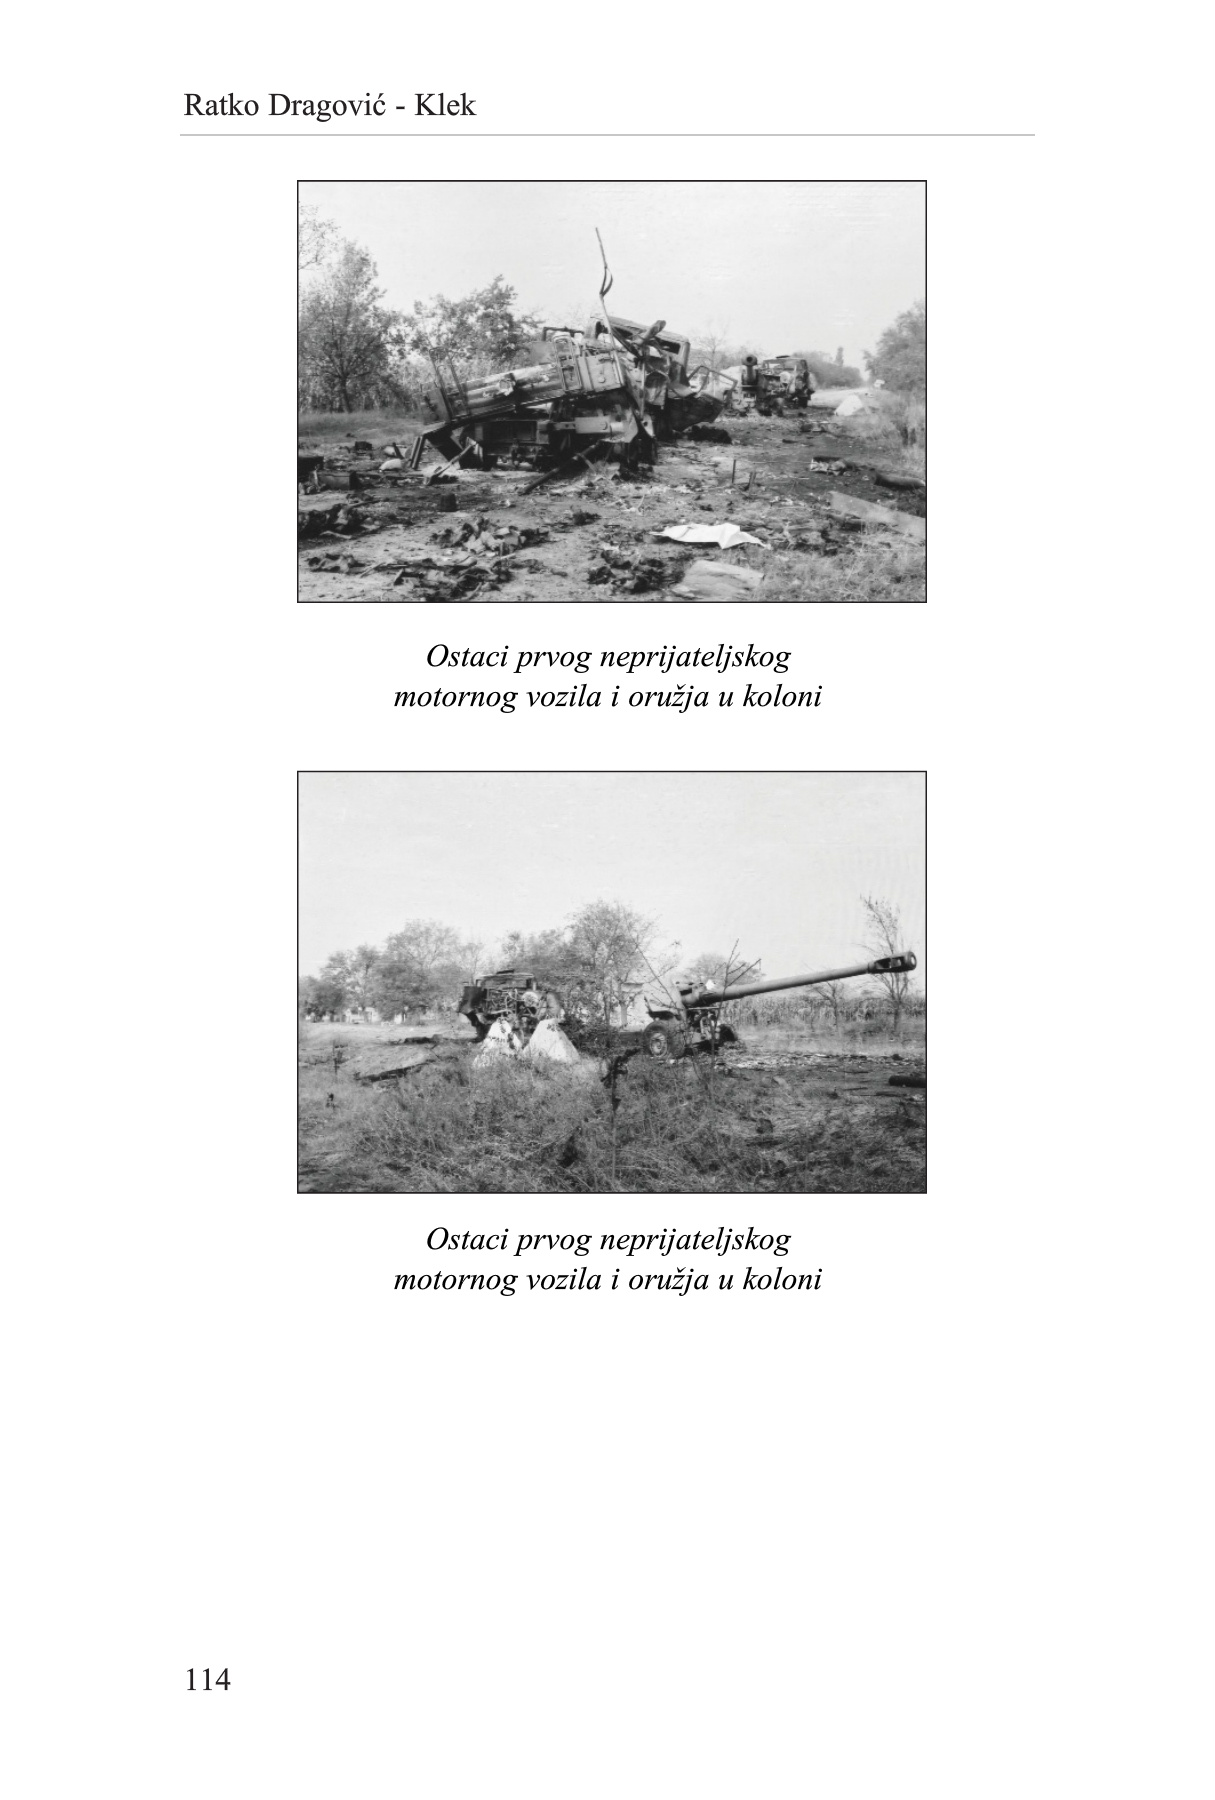 Ratko Dragović - Klek
Ostaci prvog neprijateljskog
motornog vozila i oružja u koloni
Ostaci prvog neprijateljskog
motornog vozila i oružja u koloni
114